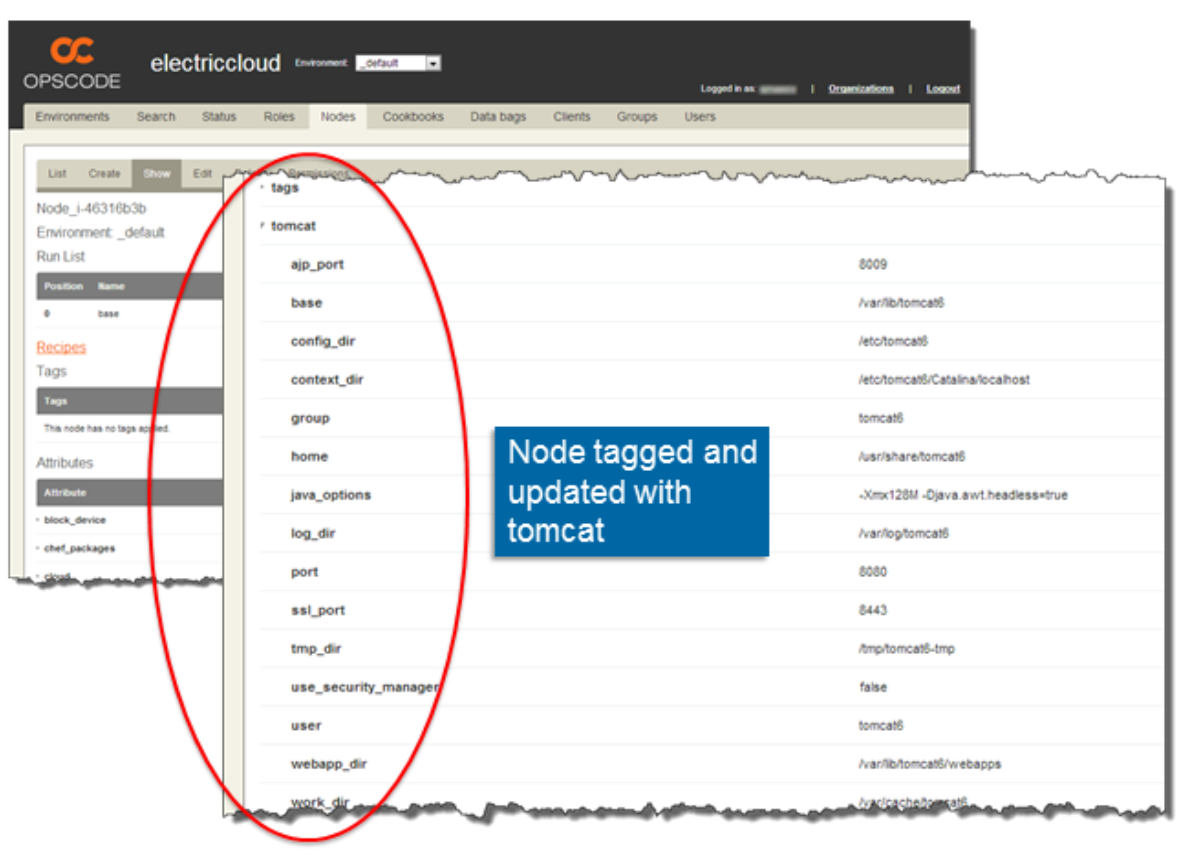 OPSCODE
electriccloud Environment: _default
Logged in as: | Organizations | Logout
Environments Search Status Roles Nodes Cookbooks Data bags Clients Groups Users
List Create Show Edit
Node_i-46316b3b
Environment: _default
Run List
Position Name
0 base
Recipes
Tags
Tags
This node has no tags applied.
Attributes
Attribute
block_device
chef_packages
cloud
tags
tomcat
ajp_port 8009
base /var/lib/tomcat6
config_dir /etc/tomcat6
context_dir /etc/tomcat6/Catalina/localhost
group tomcat6
home /usr/share/tomcat6
java_options -Xmx128M -Djava.awt.headless=true
log_dir /var/log/tomcat6
port 8080
ssl_port 8443
tmp_dir /tmp/tomcat6-tmp
use_security_manager false
user tomcat6
webapp_dir /var/lib/tomcat6/webapps
work_dir /var/cache/tomcat6
Node tagged and
updated with
tomcat